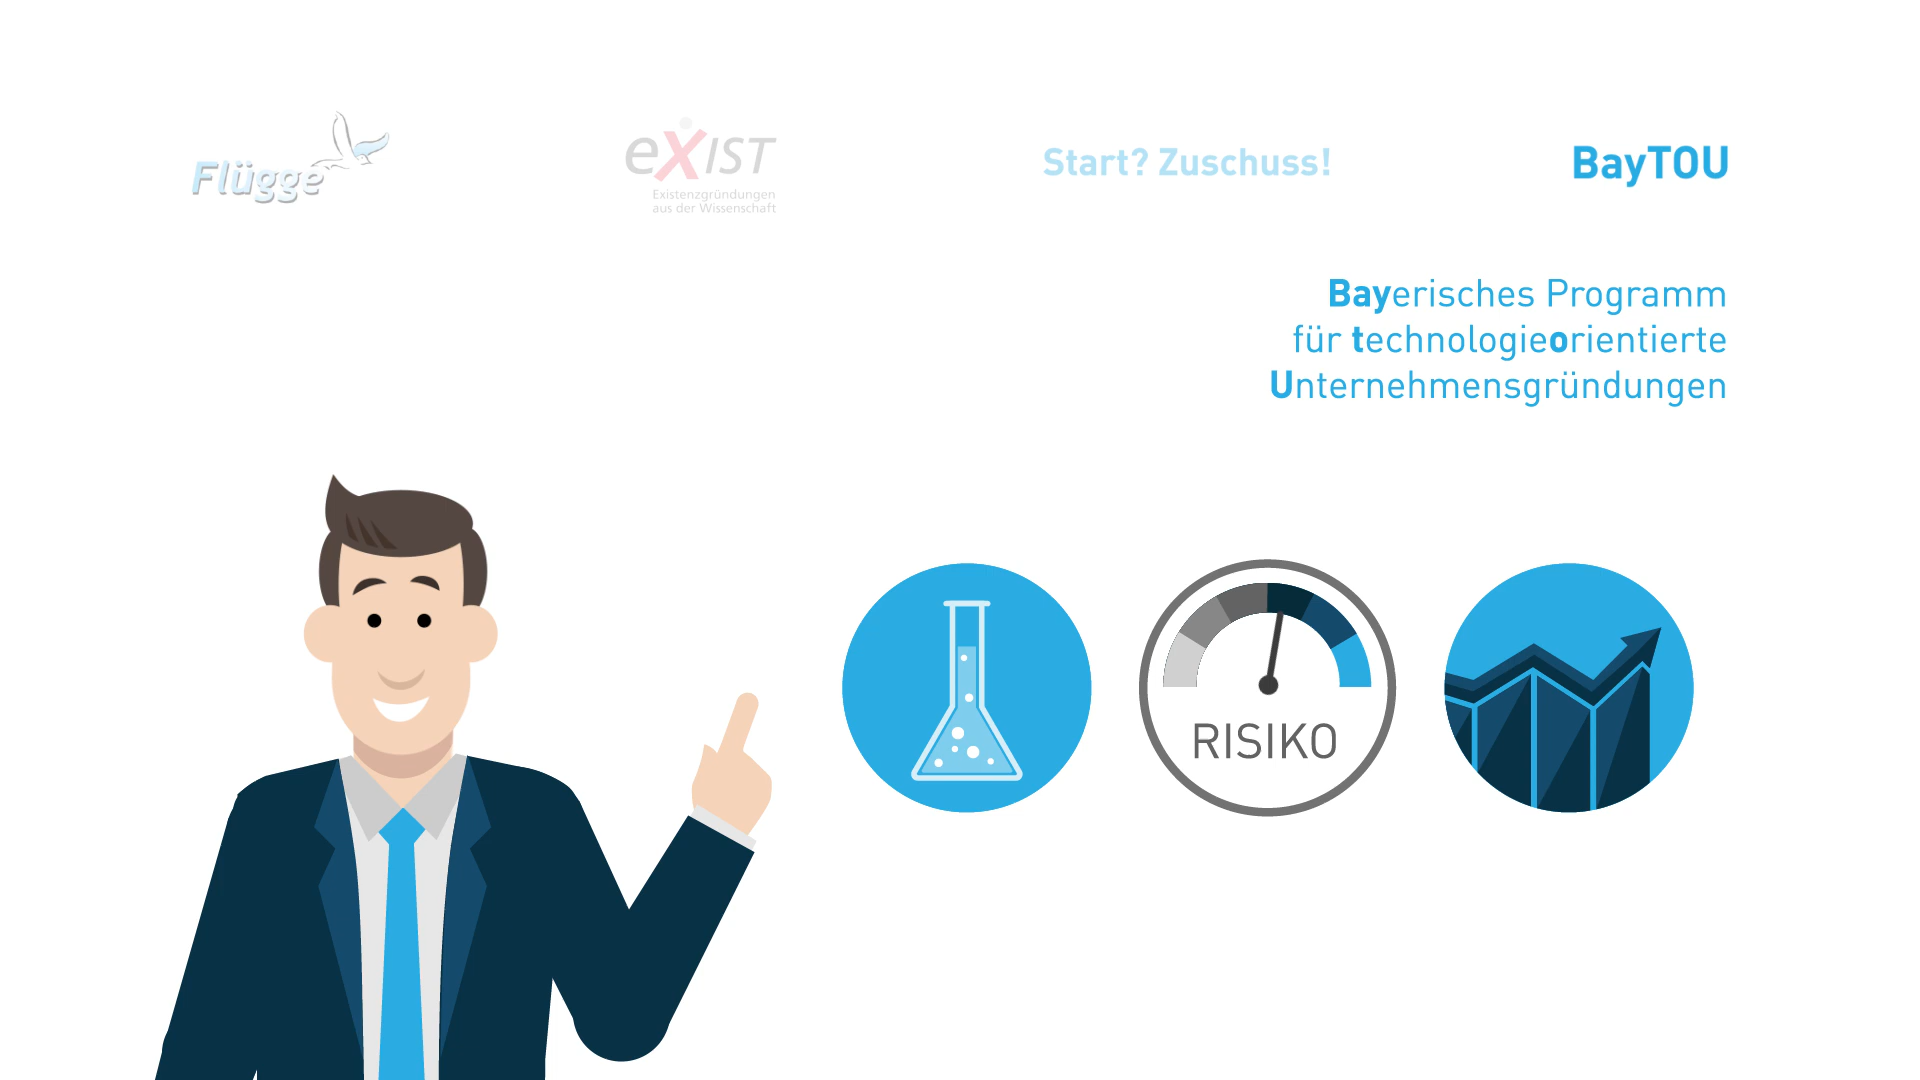 Flügge
eXIST
Existenzgründungen
aus der Wissenschaft
Start? Zuschuss!
BayTOU
Bayerisches Programm
für technologieorientierte
Unternehmensgründungen
RISIKO